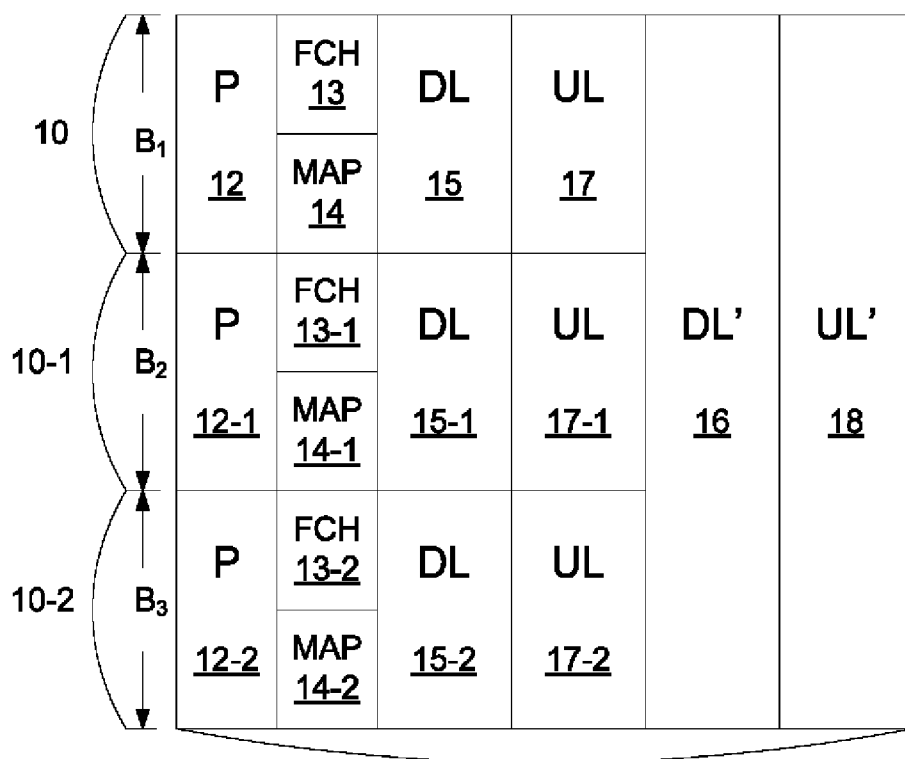 FCH
13
P
DL
UL
10
B₁
MAP
14
12
15
17
FCH
13-1
P
DL
UL
DL'
UL'
10-1
B₂
MAP
14-1
12-1
15-1
17-1
16
18
FCH
13-2
P
DL
UL
10-2
B₃
MAP
14-2
12-2
15-2
17-2